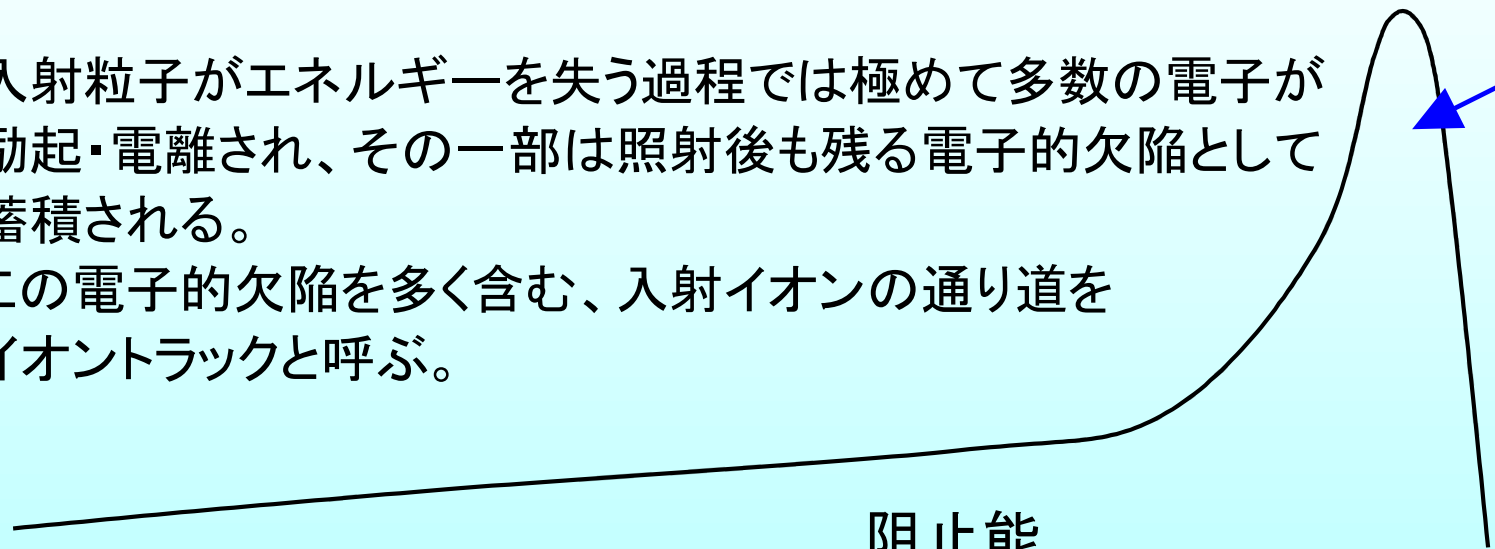 入射粒子がエネルギーを失う過程では極めて多数の電子が
励起・電離され、その一部は照射後も残る電子的欠陥として
蓄積される。
この電子的欠陥を多く含む、入射イオンの通り道を
イオントラックと呼ぶ。
阻止能